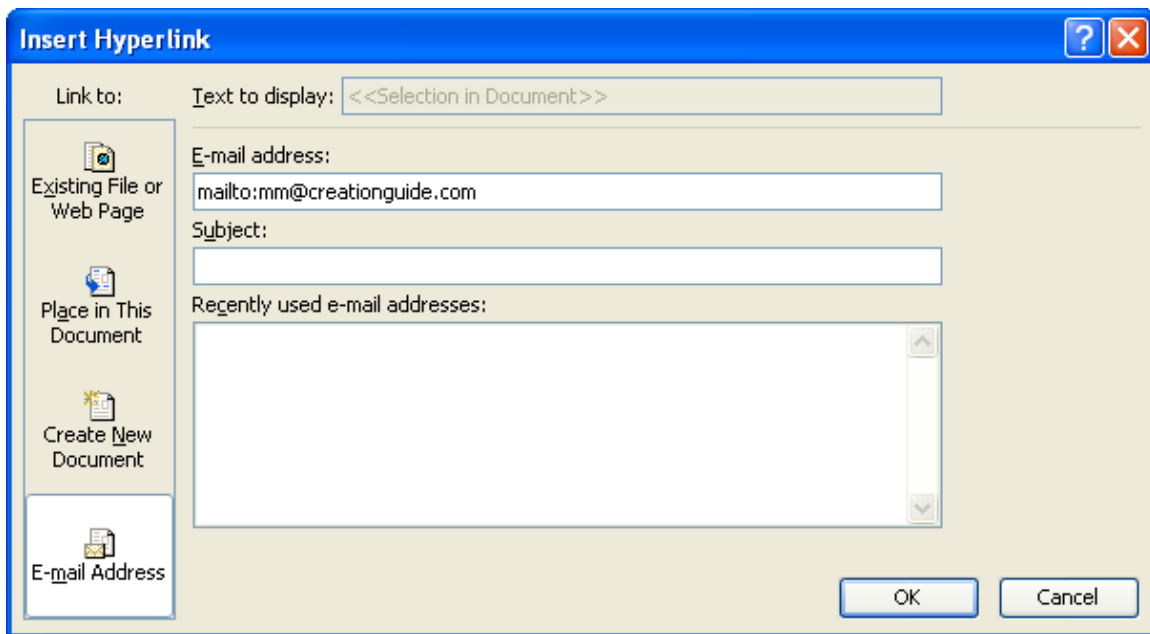 Insert Hyperlink
Link to:
Text to display: <<Selection in Document>>
Existing File or
Web Page
Place in This
Document
Create New
Document
E-mail Address
E-mail address:
mailto:mm@creationguide.com
Subject:
Recently used e-mail addresses:
OK
Cancel